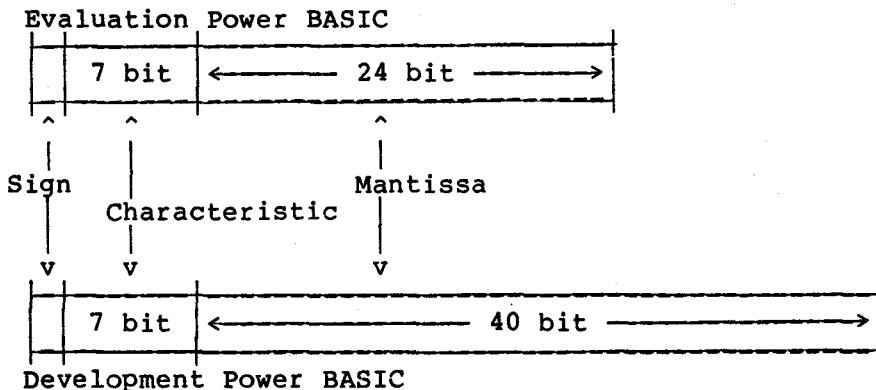 Evaluation Power BASIC
7 bit 24 bit
Sign Mantissa
Characteristic
7 bit 40 bit
Development Power BASIC